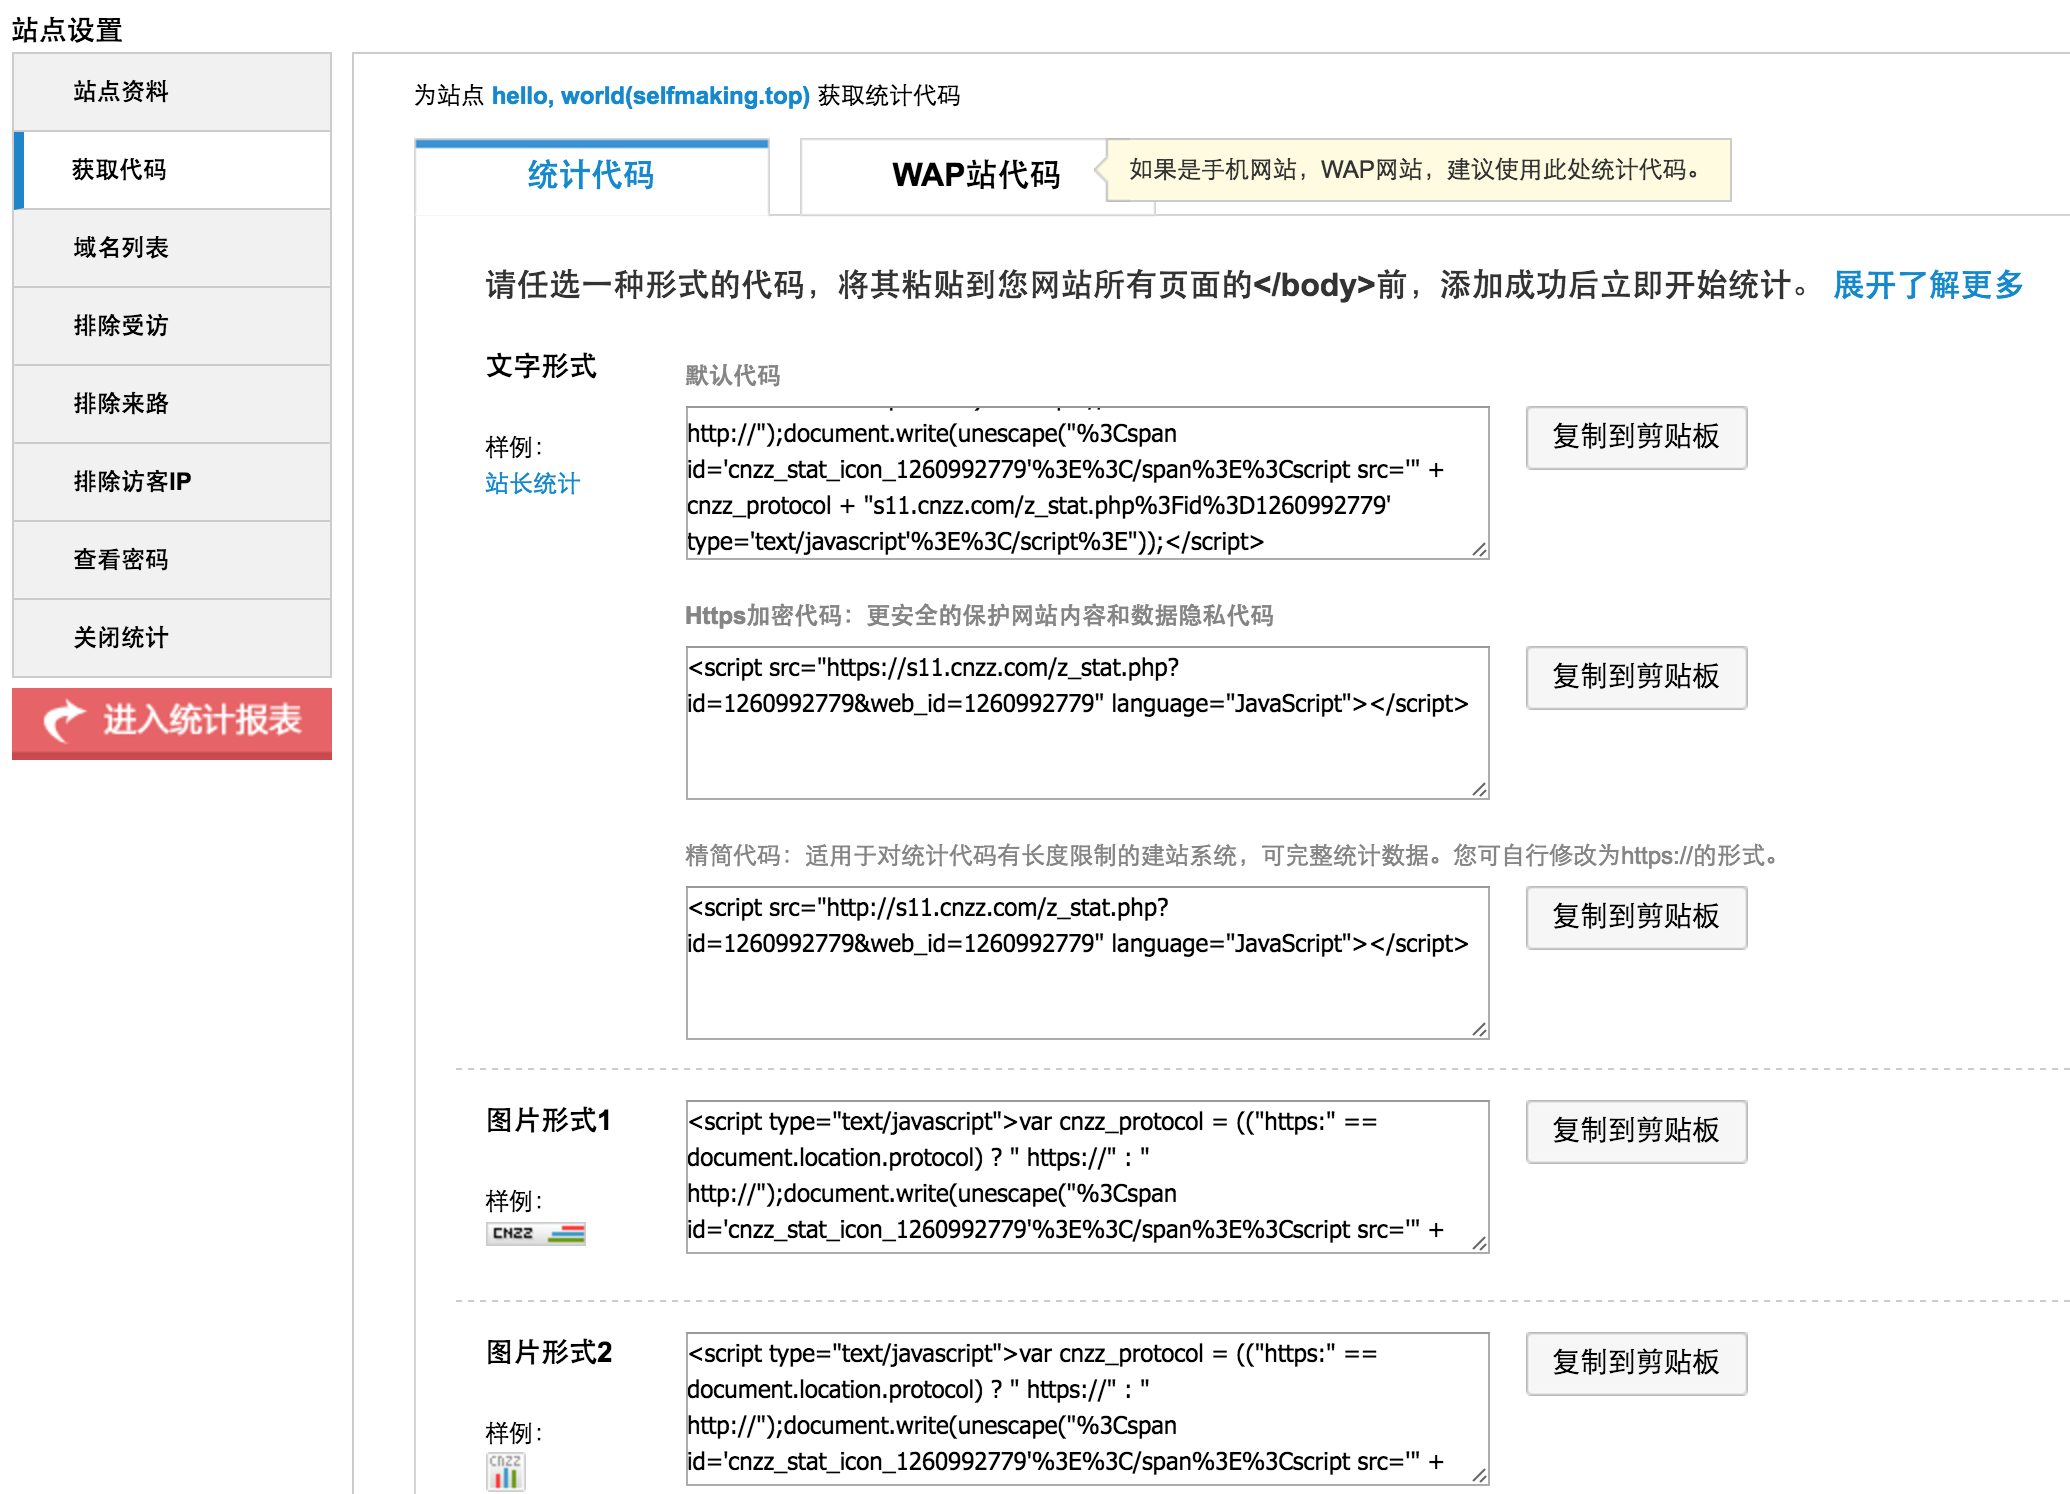 站点设置
站点资料
获取代码
域名列表
排除受访
排除来路
排除访客IP
查看密码
关闭统计
进入统计报表
为站点 hello, world(selfmaking.top) 获取统计代码
统计代码
WAP站代码
如果是手机网站，WAP网站，建议使用此处统计代码。
请任选一种形式的代码，将其粘贴到您网站所有页面的</body>前，添加成功后立即开始统计。 展开了解更多
文字形式
样例：
站长统计
默认代码
http://");document.write(unescape("%3Cspan
id='cnzz_stat_icon_1260992779'%3E%3C/span%3E%3Cscript src='" +
cnzz_protocol + "s11.cnzz.com/z_stat.php%3Fid%3D1260992779'
type='text/javascript'%3E%3C/script%3E"));</script>
复制到剪贴板
Https加密代码：更安全的保护网站内容和数据隐私代码
<script src="https://s11.cnzz.com/z_stat.php?
id=1260992779&web_id=1260992779" language="JavaScript"></script>
复制到剪贴板
精简代码：适用于对统计代码有长度限制的建站系统，可完整统计数据。您可自行修改为https://的形式。
<script src="http://s11.cnzz.com/z_stat.php?
id=1260992779&web_id=1260992779" language="JavaScript"></script>
复制到剪贴板
图片形式1
样例：
CNZZ
<script type="text/javascript">var cnzz_protocol = (("https:" ==
document.location.protocol) ? " https://" : "
http://");document.write(unescape("%3Cspan
id='cnzz_stat_icon_1260992779'%3E%3C/span%3E%3Cscript src='" +
复制到剪贴板
图片形式2
样例：
CNZZ
<script type="text/javascript">var cnzz_protocol = (("https:" ==
document.location.protocol) ? " https://" : "
http://");document.write(unescape("%3Cspan
id='cnzz_stat_icon_1260992779'%3E%3C/span%3E%3Cscript src='" +
复制到剪贴板